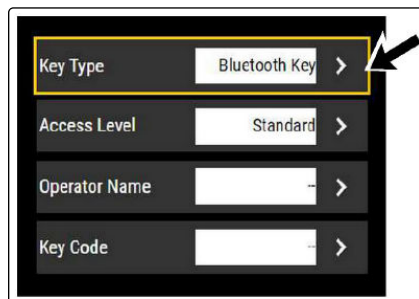 Key Type Bluetooth Key
Access Level Standard
Operator Name --
Key Code --